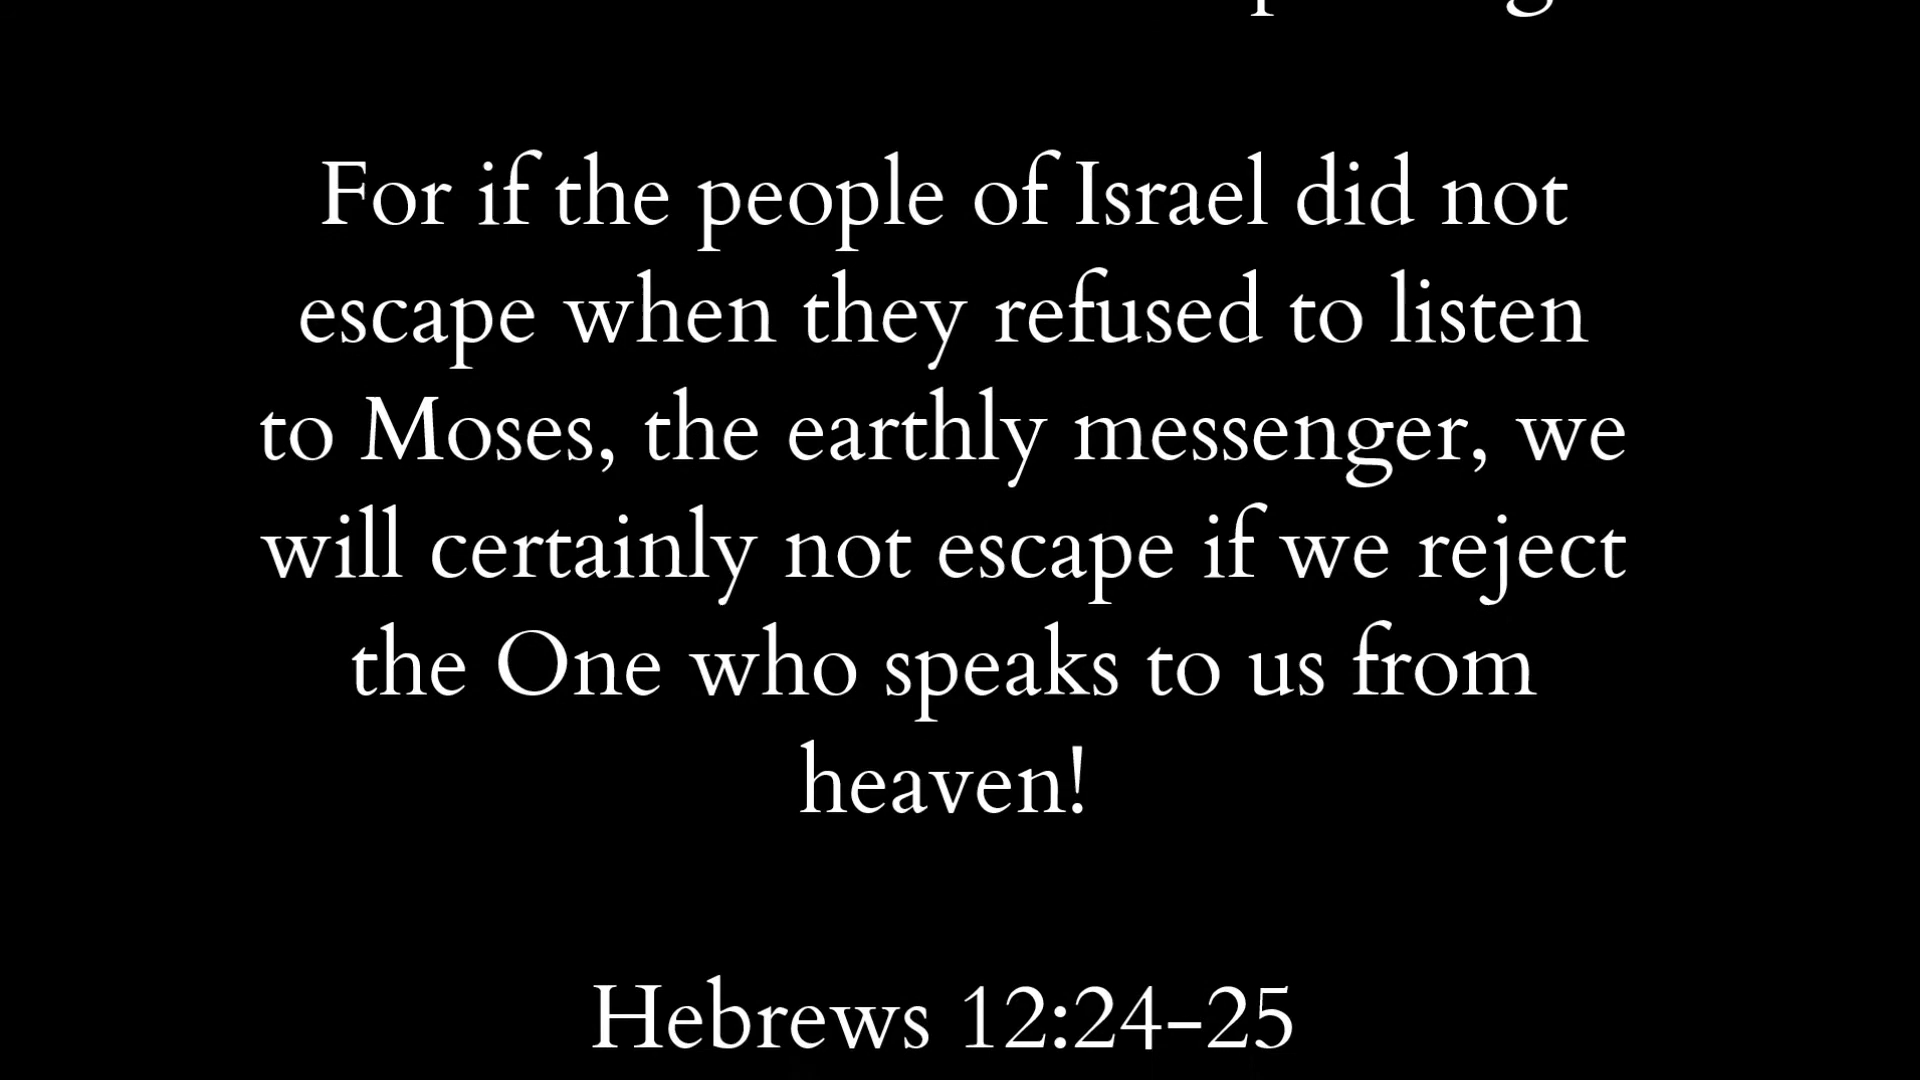 For if the people of Israel did not
escape when they refused to listen
to Moses, the earthly messenger, we
will certainly not escape if we reject
the One who speaks to us from
heaven!
Hebrews 12:24-25